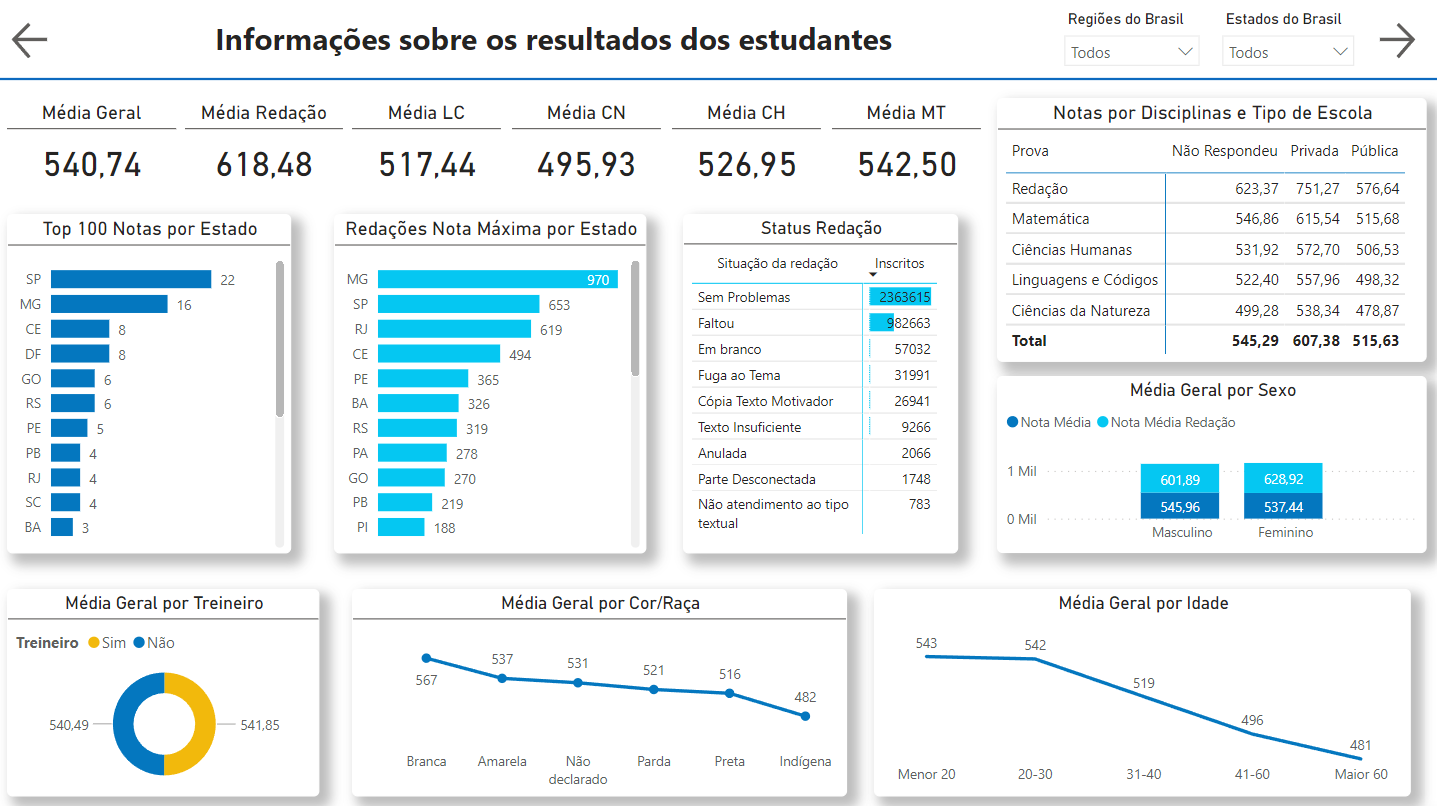 Informações sobre os resultados dos estudantes
Regiões do Brasil
Todos
Estados do Brasil
Todos
Média Geral
540,74
Média Redação
618,48
Média LC
517,44
Média CN
495,93
Média CH
526,95
Média MT
542,50
Notas por Disciplinas e Tipo de Escola
Prova Não Respondeu Privada Pública
Redação 623,37 751,27 576,64
Matemática 546,86 615,54 515,68
Ciências Humanas 531,92 572,70 506,53
Linguagens e Códigos 522,40 557,96 498,32
Ciências da Natureza 499,28 538,34 478,87
Total 545,29 607,38 515,63
Top 100 Notas por Estado
SP 22
MG 16
CE 8
DF 8
GO 6
RS 6
PE 5
PB 4
RJ 4
SC 4
BA 3
Redações Nota Máxima por Estado
MG 970
SP 653
RJ 619
CE 494
PE 365
BA 326
RS 319
PA 278
GO 270
PB 219
PI 188
Status Redação
Situação da redação Inscritos
Sem Problemas 2363615
Faltou 982663
Em branco 57032
Fuga ao Tema 31991
Cópia Texto Motivador 26941
Texto Insuficiente 9266
Anulada 2066
Parte Desconectada 1748
Não atendimento ao tipo 783
textual
Média Geral por Sexo
Nota Média Nota Média Redação
1 Mil
0 Mil
601,89 628,92
545,96 537,44
Masculino Feminino
Média Geral por Treineiro
Treineiro Sim Não
540,49 541,85
Média Geral por Cor/Raça
567 537 531 521 516 482
Branca Amarela Não Parda Preta Indígena
declarado
Média Geral por Idade
543 542 519 496 481
Menor 20 20-30 31-40 41-60 Maior 60